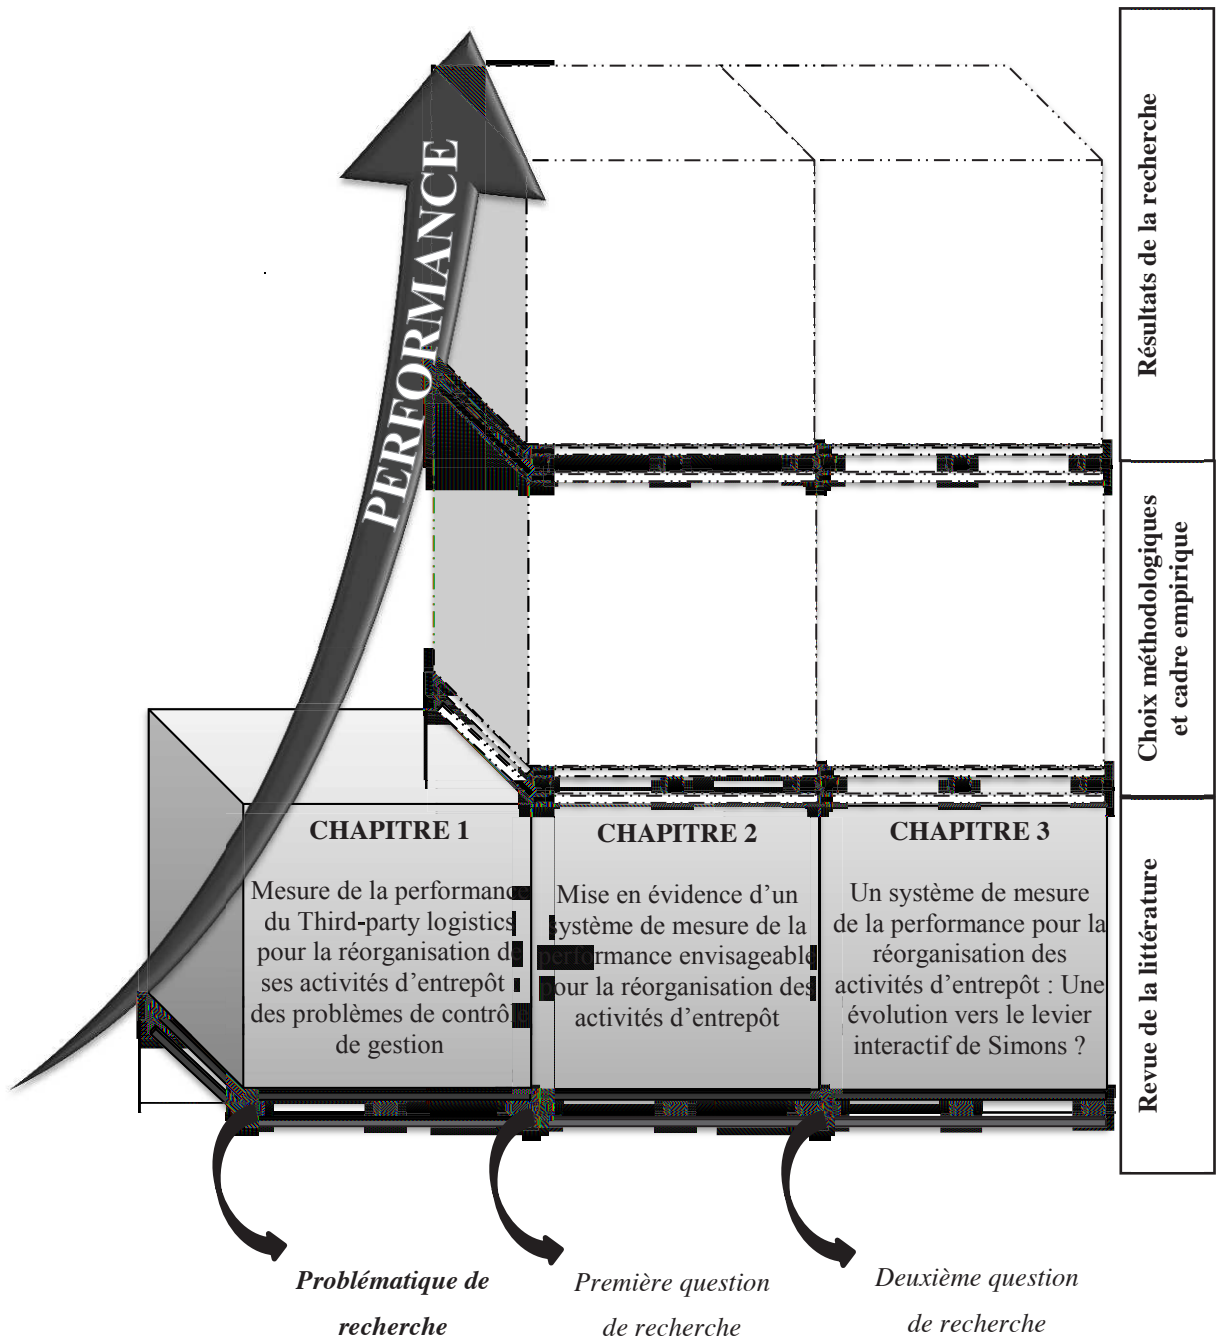 PERFORMANCE
Résultats de la recherche
Choix méthodologiques
et cadre empirique
Revue de la littérature
CHAPITRE 1
Mesure de la performance
du Third-party logistics
pour la réorganisation de
ses activités d’entrepôt
des problèmes de contrôle
de gestion
CHAPITRE 2
Mise en évidence d’un
système de mesure de la
performance envisageable
pour la réorganisation des
activités d’entrepôt
CHAPITRE 3
Un système de mesure
de la performance pour la
réorganisation des
activités d’entrepôt : Une
évolution vers le levier
interactif de Simons ?
Problématique de
recherche
Première question
de recherche
Deuxième question
de recherche